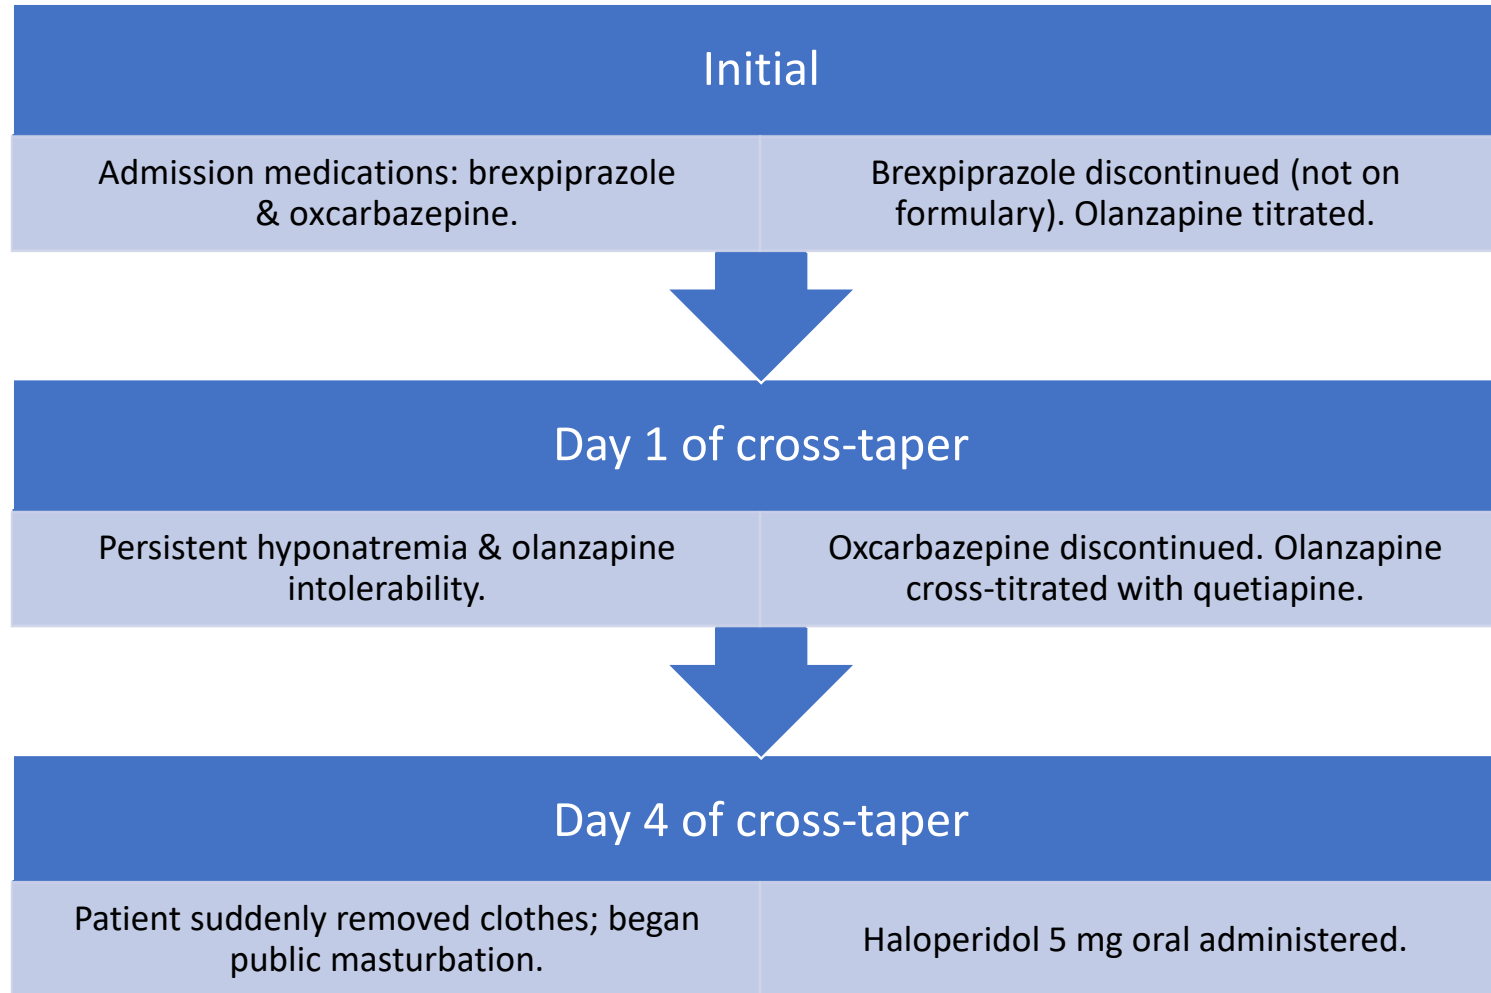 Initial
Admission medications: brexpiprazole
& oxcarbazepine.
Brexpiprazole discontinued (not on
formulary). Olanzapine titrated.
Day 1 of cross-taper
Persistent hyponatremia & olanzapine
intolerability.
Oxcarbazepine discontinued. Olanzapine
cross-titrated with quetiapine.
Day 4 of cross-taper
Patient suddenly removed clothes; began
public masturbation.
Haloperidol 5 mg oral administered.